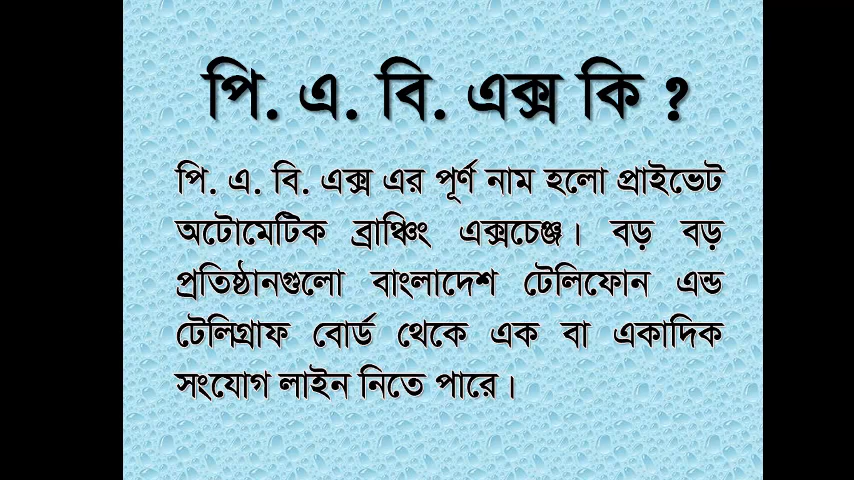 পি. এ. বি. এক্স কি ?
পি. এ. বি. এক্স এর পূর্ণ নাম হলো প্রাইভেট
অটোমেটিক ব্রাঞ্চিং এক্সচেঞ্জ। বড় বড়
প্রতিষ্ঠানগুলো বাংলাদেশ টেলিফোন এন্ড
টেলিগ্রাফ বোর্ড থেকে এক বা একাদিক
সংযোগ লাইন নিতে পারে।